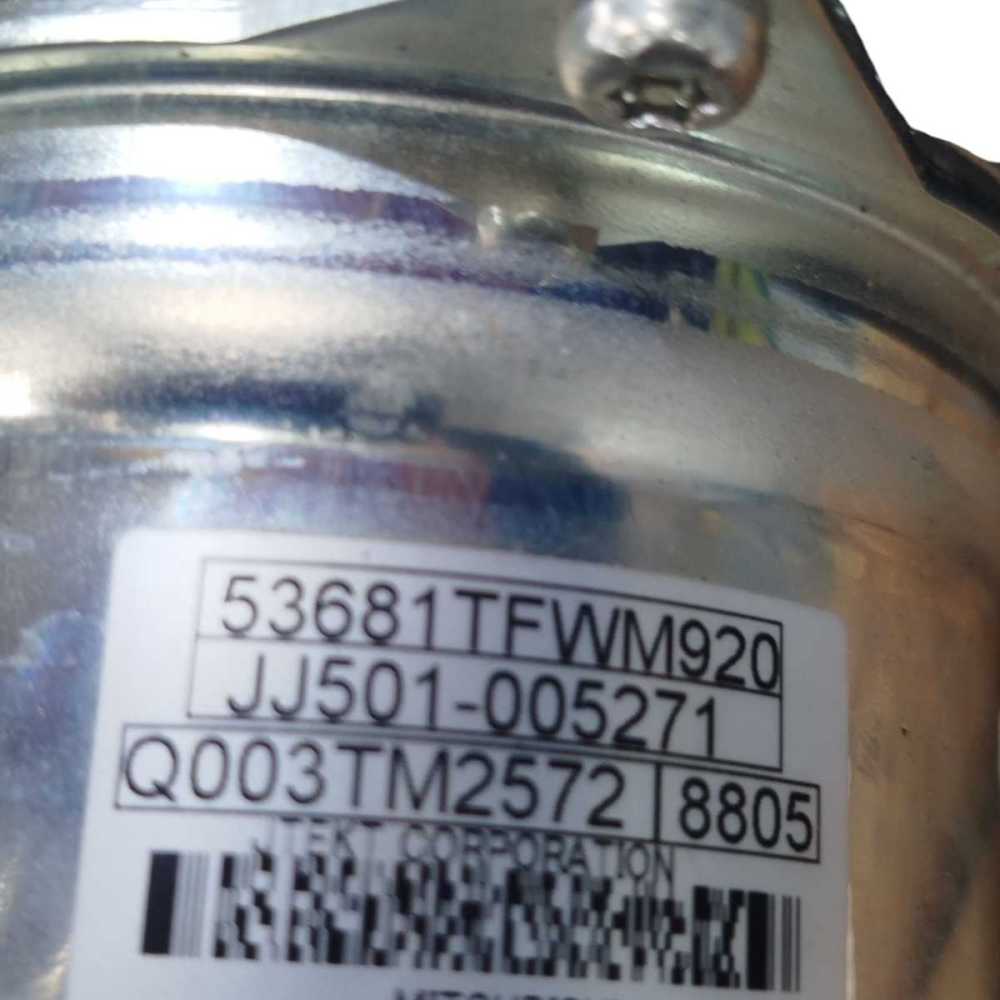 53681TFWM920
JJ501-005271
Q003TM2572 8805
JTEKT CORPORATION